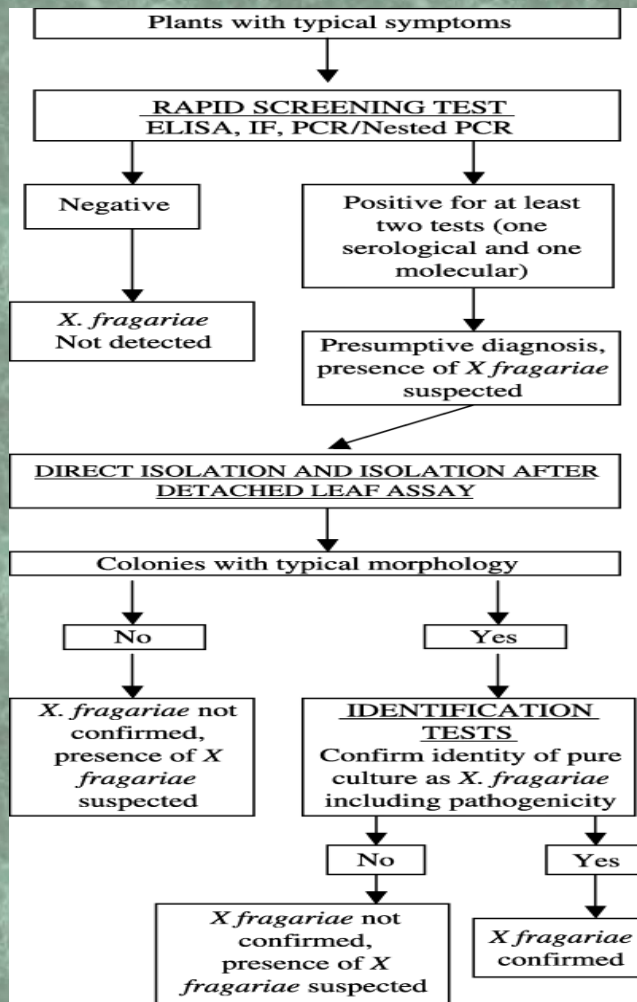 Plants with typical symptoms
RAPID SCREENING TEST
ELISA, IF, PCR/Nested PCR
Negative
Positive for at least
two tests (one
serological and one
molecular)
X. fragariae
Not detected
Presumptive diagnosis,
presence of X fragariae
suspected
DIRECT ISOLATION AND ISOLATION AFTER
DETACHED LEAF ASSAY
Colonies with typical morphology
No
Yes
X. fragariae not
confirmed,
presence of X
fragariae
suspected
IDENTIFICATION
TESTS
Confirm identity of pure
culture as X. fragariae
including pathogenicity
No
Yes
X fragariae not
confirmed,
presence of X
fragariae suspected
X fragariae
confirmed